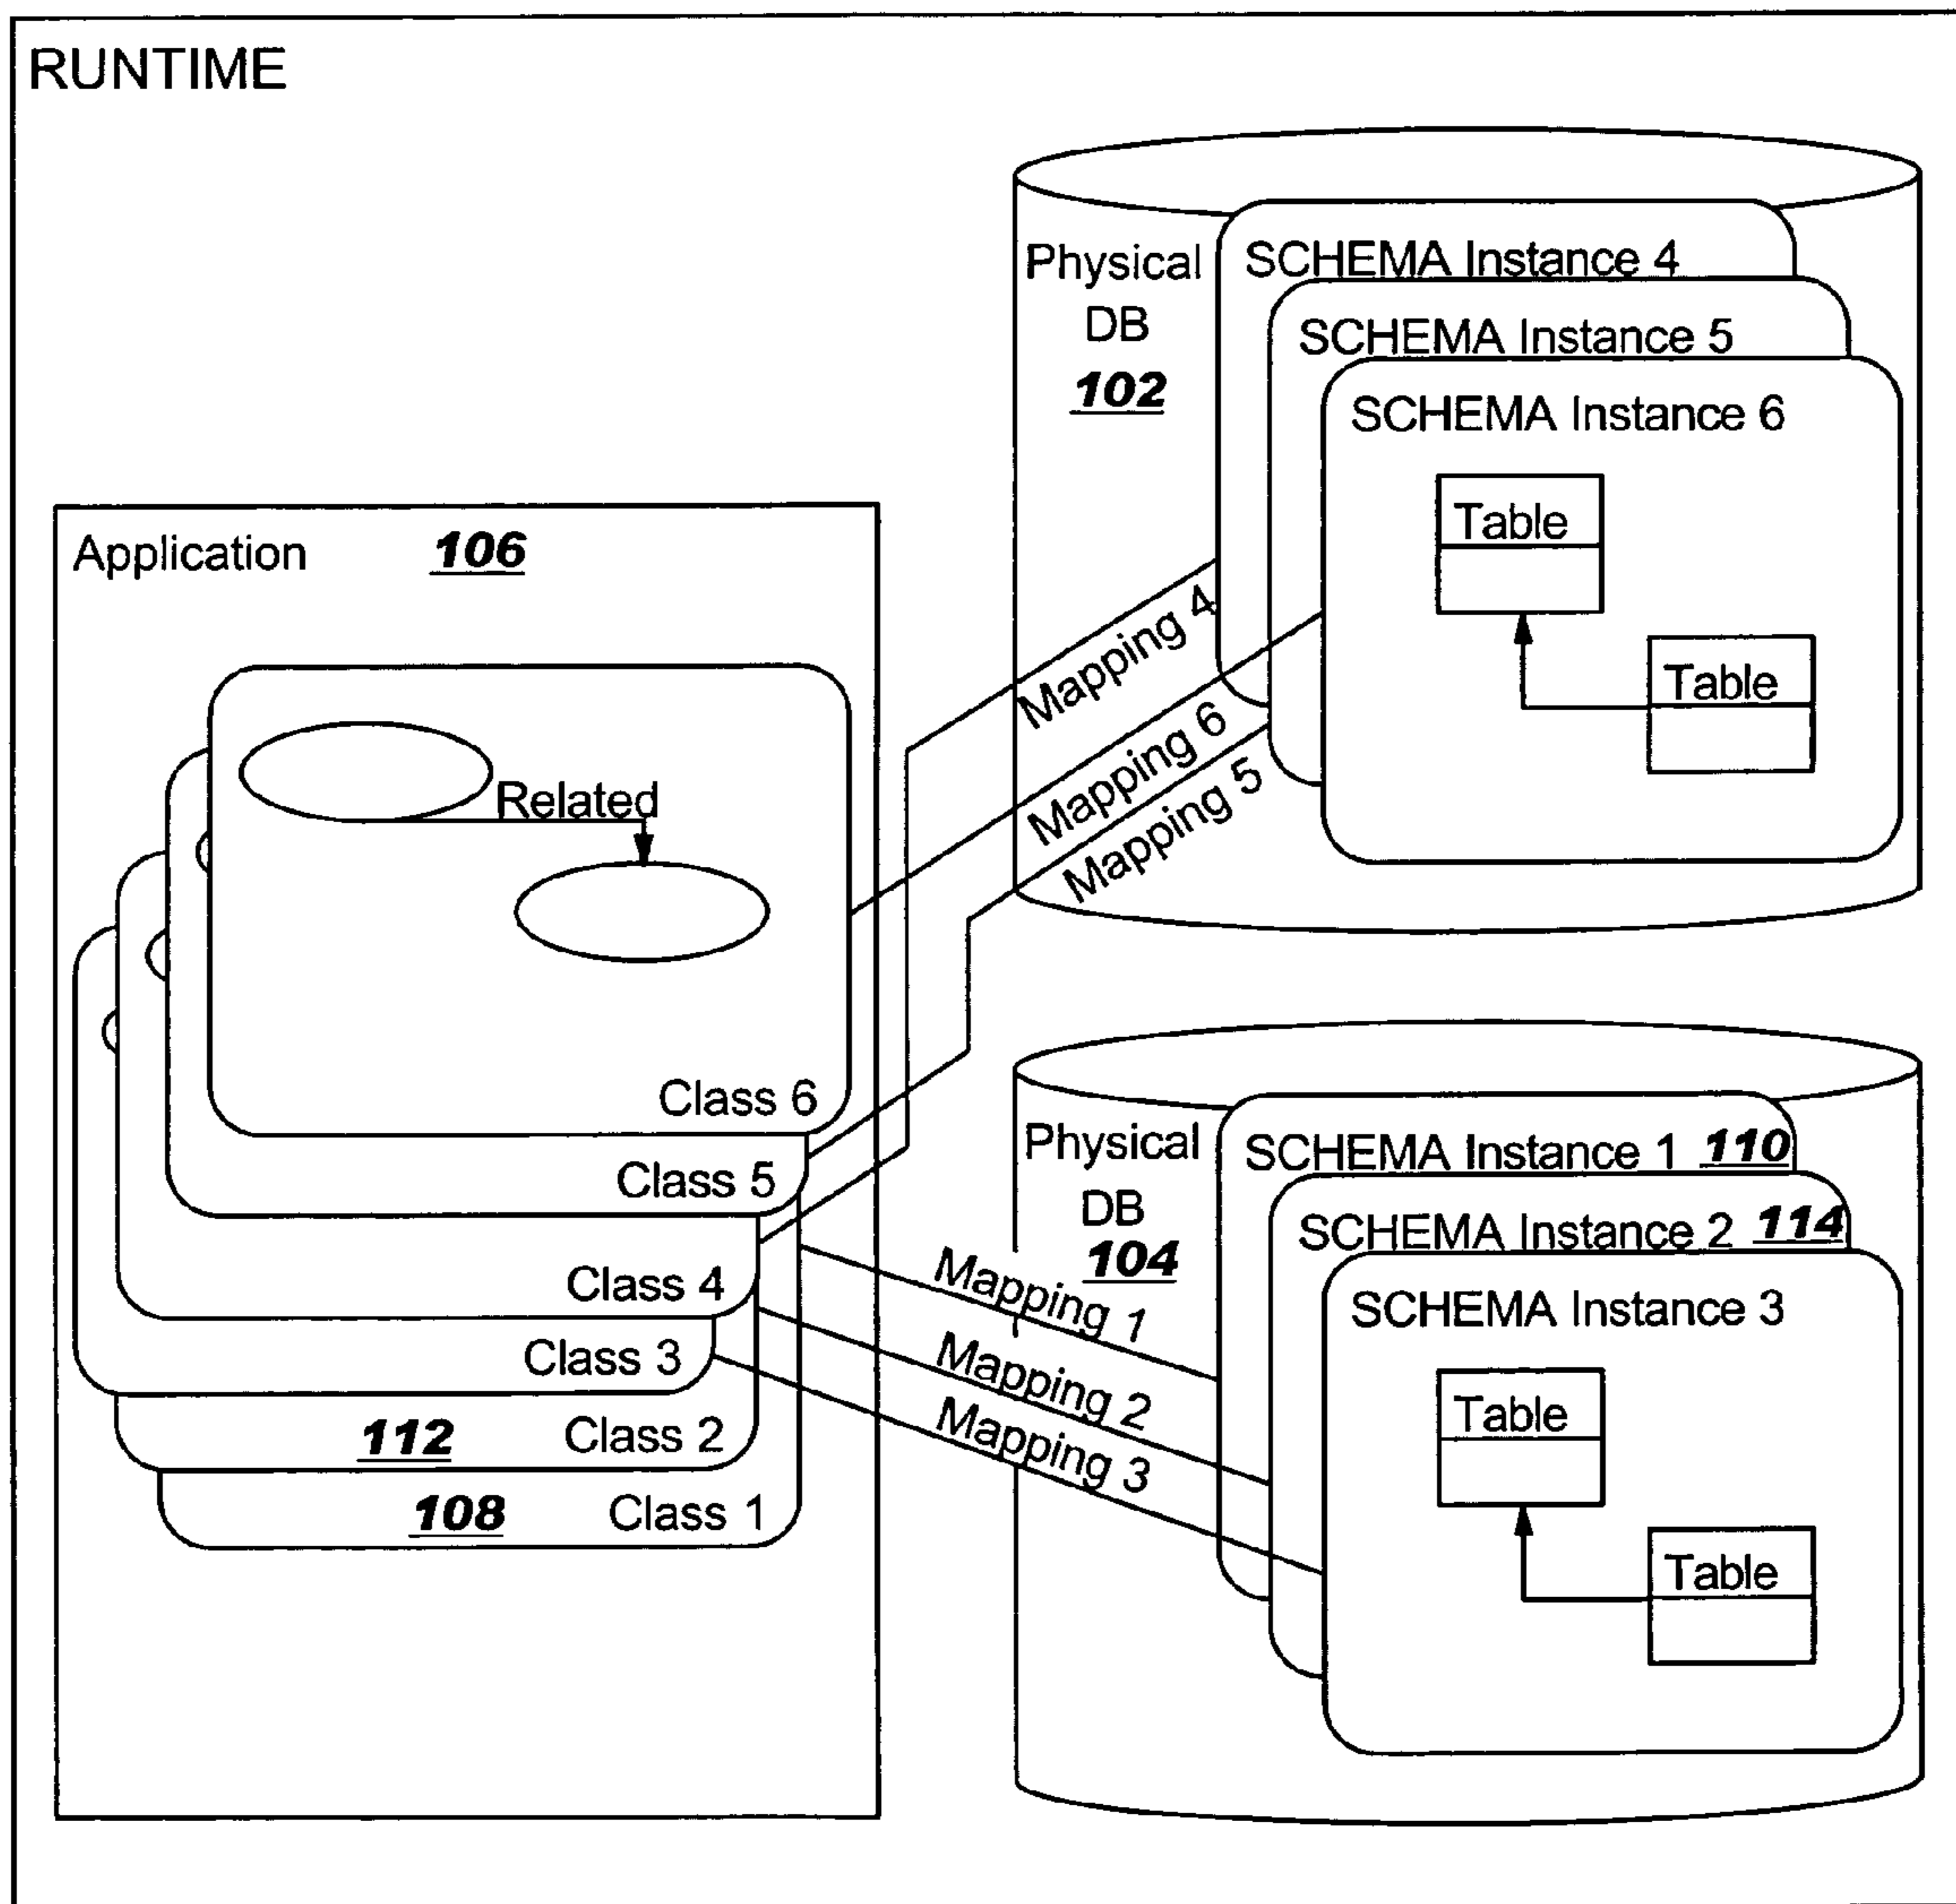 RUNTIME
Physical
DB
102
SCHEMA Instance 4
SCHEMA Instance 5
SCHEMA Instance 6
Table
Table
Application 106
Related
Class 6
Class 5
Class 4
Class 3
112 Class 2
108 Class 1
Mapping 4
Mapping 6
Mapping 5
Mapping 1
Mapping 2
Mapping 3
Physical
DB
104
SCHEMA Instance 1 110
SCHEMA Instance 2 114
SCHEMA Instance 3
Table
Table